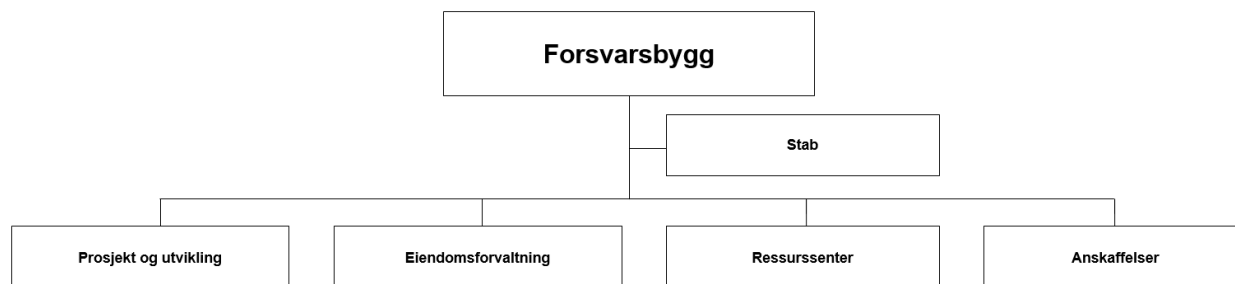 Forsvarsbygg
Stab
Prosjekt og utvikling
Eiendomsforvaltning
Ressurssenter
Anskaffelser